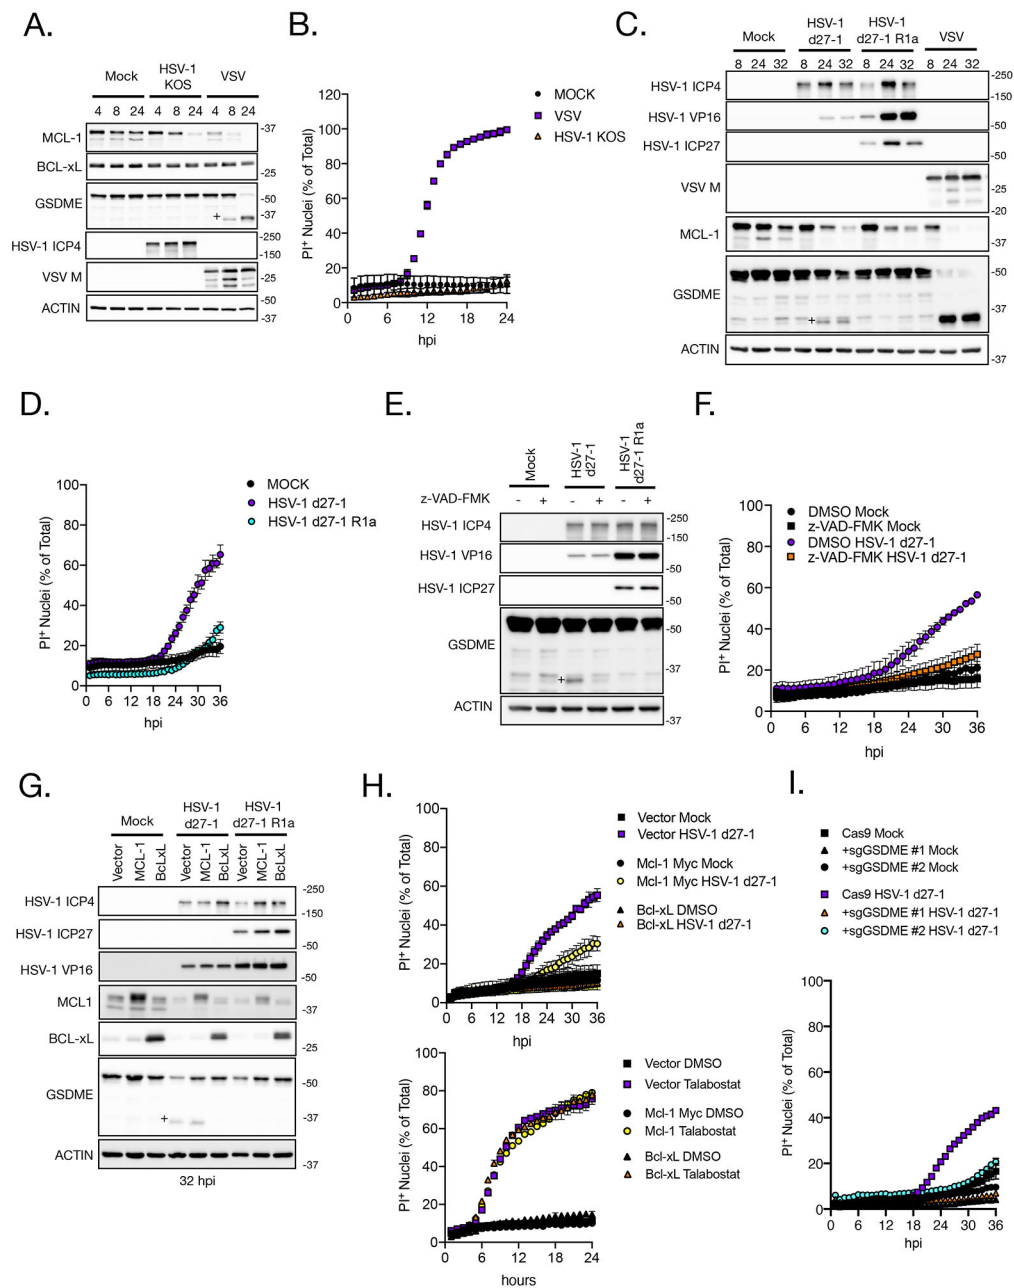 A.
Mock
HSV-1
KOS
VSV
4 8 24 4 8 24 4 8 24
MCL-1
-37
BCL-xL
-25
GSDME
-50
+
-37
HSV-1 ICP4
-250
-150
VSV M
-25
-50
ACTIN
-37
B.
PI+ Nuclei (% of Total)
120
100
80
60
40
20
0
0 6 12 18 24
hpi
MOCK
VSV
HSV-1 KOS
C.
Mock
HSV-1
d27-1
HSV-1
d27-1 R1a
VSV
8 24 32 8 24 32 8 24 32 8 24 32
HSV-1 ICP4
-250
-150
HSV-1 VP16
-50
HSV-1 ICP27
-50
VSV M
-25
-20
MCL-1
-37
GSDME
-50
+
-37
ACTIN
-37
D.
PI+ Nuclei (% of Total)
100
80
60
40
20
0
0 6 12 18 24 30 36
hpi
MOCK
HSV-1 d27-1
HSV-1 d27-1 R1a
E.
Mock
HSV-1
d27-1
HSV-1
d27-1 R1a
z-VAD-FMK
- + - + - +
HSV-1 ICP4
-250
-150
HSV-1 VP16
-50
HSV-1 ICP27
-50
GSDME
-50
-37
+
ACTIN
-37
F.
PI+ Nuclei (% of Total)
100
80
60
40
20
0
0 6 12 18 24 30 36
hpi
DMSO Mock
z-VAD-FMK Mock
DMSO HSV-1 d27-1
z-VAD-FMK HSV-1 d27-1
G.
Mock
HSV-1
d27-1
HSV-1
d27-1 R1a
Vector MCL-1 BcLxL Vector MCL-1 BcLxL Vector MCL-1 BcLxL
HSV-1 ICP4
-250
-150
HSV-1 ICP27
-50
HSV-1 VP16
-50
MCL1
-37
BCL-xL
-25
GSDME
-50
+
-37
ACTIN
-37
32 hpi
H.
PI+ Nuclei (% of Total)
100
80
60
40
20
0
0 6 12 18 24 30 36
hpi
Vector Mock
Vector HSV-1 d27-1
Mcl-1 Myc Mock
Mcl-1 Myc HSV-1 d27-1
Bcl-xL DMSO
Bcl-xL HSV-1 d27-1
PI+ Nuclei (% of Total)
100
80
60
40
20
0
0 6 12 18 24
hours
Vector DMSO
Vector Talabostat
Mcl-1 Myc DMSO
Mcl-1 Talabostat
Bcl-xL DMSO
Bcl-xL Talabostat
I.
Cas9 Mock
+sgGSDME #1 Mock
+sgGSDME #2 Mock
Cas9 HSV-1 d27-1
+sgGSDME #1 HSV-1 d27-1
+sgGSDME #2 HSV-1 d27-1
PI+ Nuclei (% of Total)
100
80
60
40
20
0
0 6 12 18 24 30 36
hpi